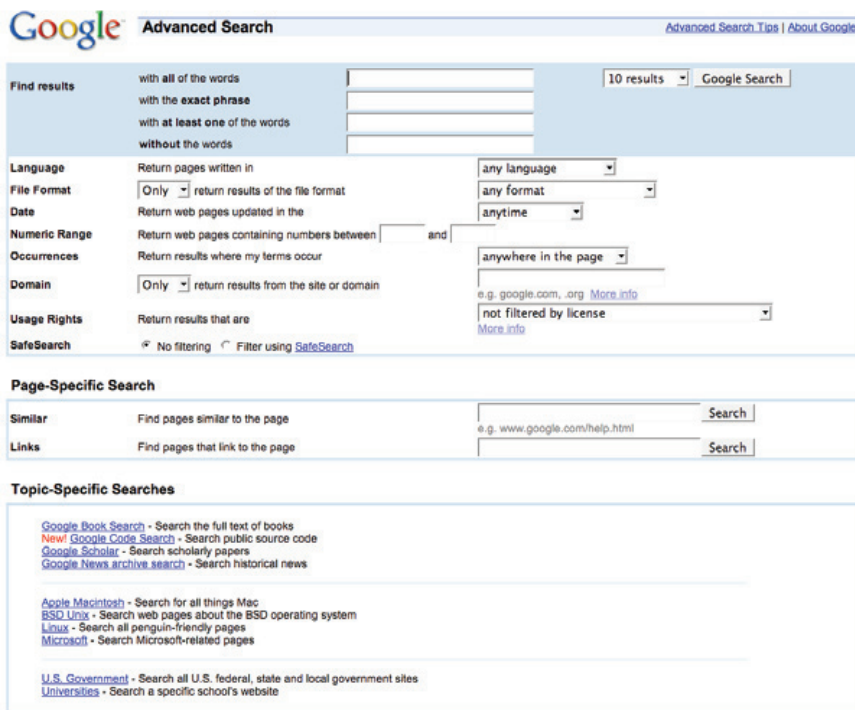 Google Advanced Search Advanced Search Tips | About Google
Find results with all of the words 10 results Google Search
with the exact phrase
with at least one of the words
without the words
Language Return pages written in any language
File Format Only return results of the file format any format
Date Return web pages updated in the anytime
Numeric Range Return web pages containing numbers between and
Occurrences Return results where my terms occur anywhere in the page
Domain Only return results from the site or domain
e.g. google.com, .org More info
Usage Rights Return results that are not filtered by license
More info
SafeSearch No filtering Filter using SafeSearch
Page-Specific Search
Similar Find pages similar to the page Search
e.g. www.google.com/help.html
Links Find pages that link to the page Search
Topic-Specific Searches
Google Book Search - Search the full text of books
New! Google Code Search - Search public source code
Google Scholar - Search scholarly papers
Google News archive search - Search historical news
Apple Macintosh - Search for all things Mac
BSD Unix - Search web pages about the BSD operating system
Linux - Search all penguin-friendly pages
Microsoft - Search Microsoft-related pages
U.S. Government - Search all U.S. federal, state and local government sites
Universities - Search a specific school's website